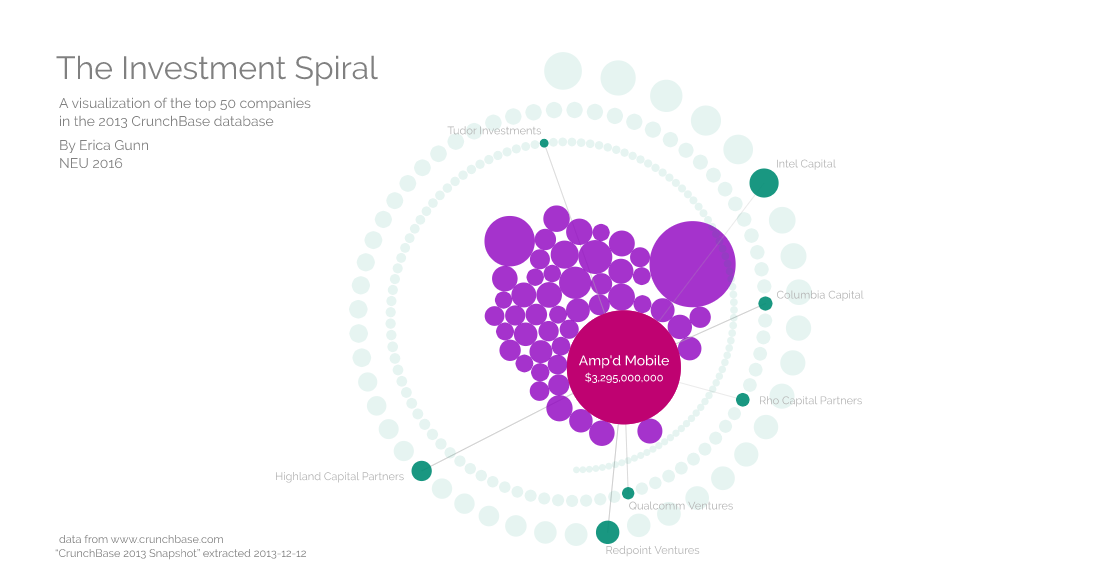 The Investment Spiral
A visualization of the top 50 companies
in the 2013 CrunchBase database
By Erica Gunn
NEU 2016
Tudor Investments
Intel Capital
Columbia Capital
Amp'd Mobile
$3,295,000,000
Rho Capital Partners
Highland Capital Partners
Qualcomm Ventures
Redpoint Ventures
data from www.crunchbase.com
"CrunchBase 2013 Snapshot" extracted 2013-12-12